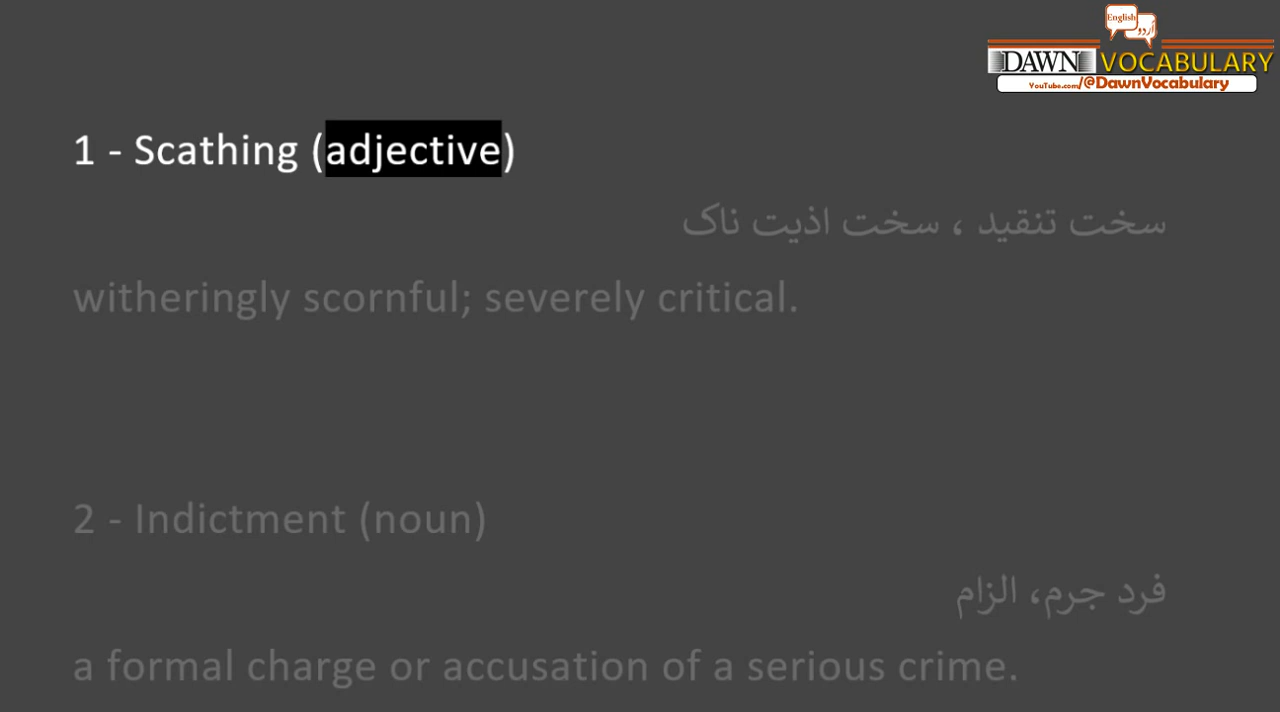 English
اردو
DAWN VOCABULARY
YouTube.com/@DawnVocabulary
1 - Scathing (adjective)
سخت تنقید ، سخت اذیت ناک
witheringly scornful; severely critical.
2 - Indictment (noun)
فرد جرم، الزام
a formal charge or accusation of a serious crime.